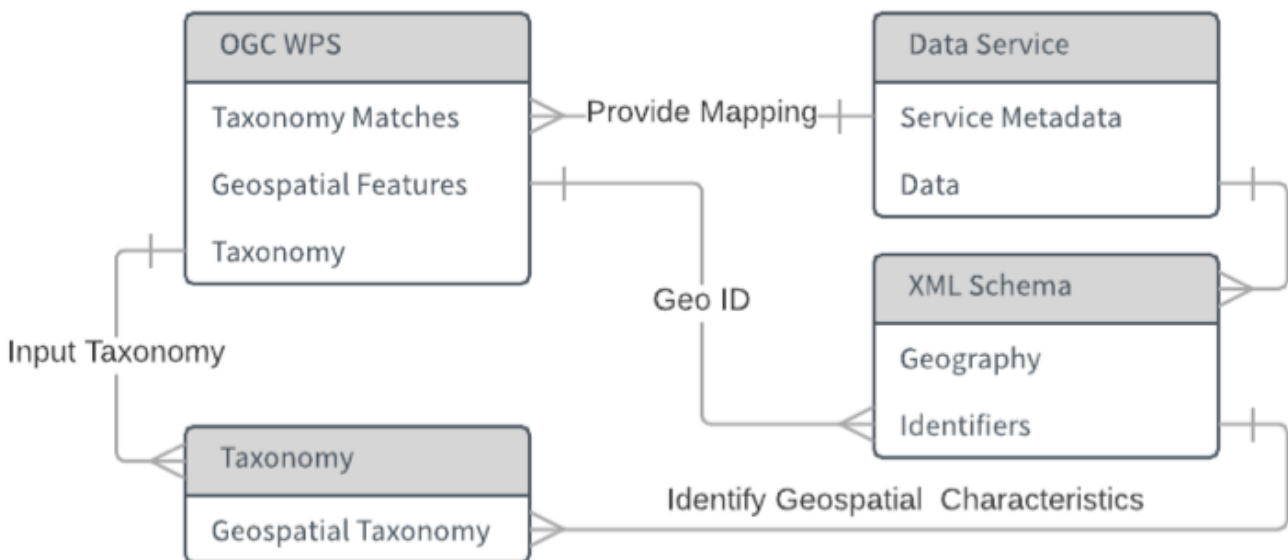 OGC WPS
Taxonomy Matches
Geospatial Features
Taxonomy
Provide Mapping
Data Service
Service Metadata
Data
Geo ID
XML Schema
Geography
Identifiers
Input Taxonomy
Taxonomy
Geospatial Taxonomy
Identify Geospatial Characteristics